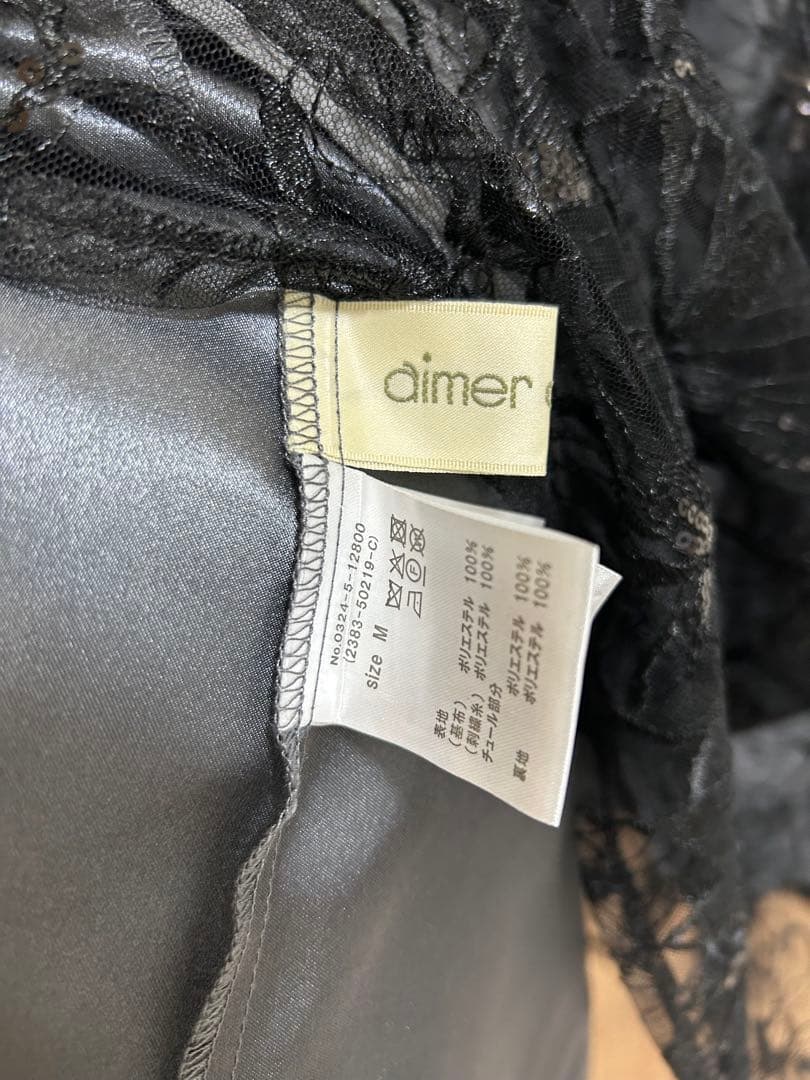 aimer
No.0324-5-12800
(2383-50219-C)
size M
表地
(基布) ポリエステル 100%
(刺繍糸) ポリエステル 100%
チュール部分
ポリエステル 100%
裏地 ポリエステル 100%